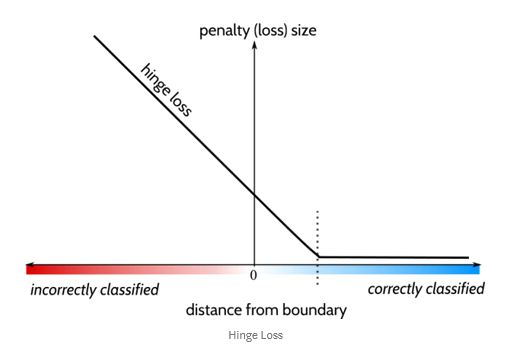 penalty (loss) size
hinge loss
0
incorrectly classified
correctly classified
distance from boundary
Hinge Loss